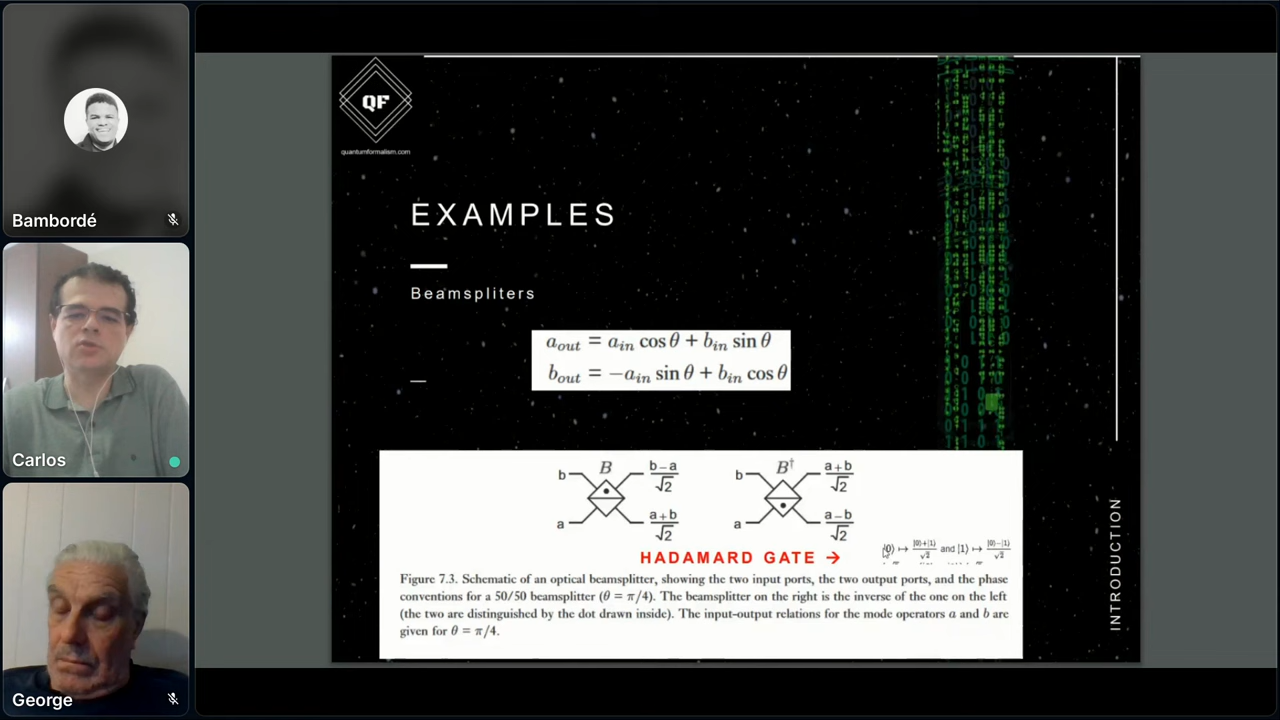 Bambordé
Carlos
George
QF
quantumformalism.com
EXAMPLES
Beamspliters
a_out = a_in cos θ + b_in sin θ
b_out = −a_in sin θ + b_in cos θ
b B b−a/√2
a a+b/√2
b B† a+b/√2
a a−b/√2
HADAMARD GATE →
|0⟩ ↦ |0⟩+|1⟩/√2 and |1⟩ ↦ |0⟩−|1⟩/√2
Figure 7.3. Schematic of an optical beamsplitter, showing the two input ports, the two output ports, and the phase
conventions for a 50/50 beamsplitter (θ = π/4). The beamsplitter on the right is the inverse of the one on the left
(the two are distinguished by the dot drawn inside). The input-output relations for the mode operators a and b are
given for θ = π/4.
INTRODUCTION